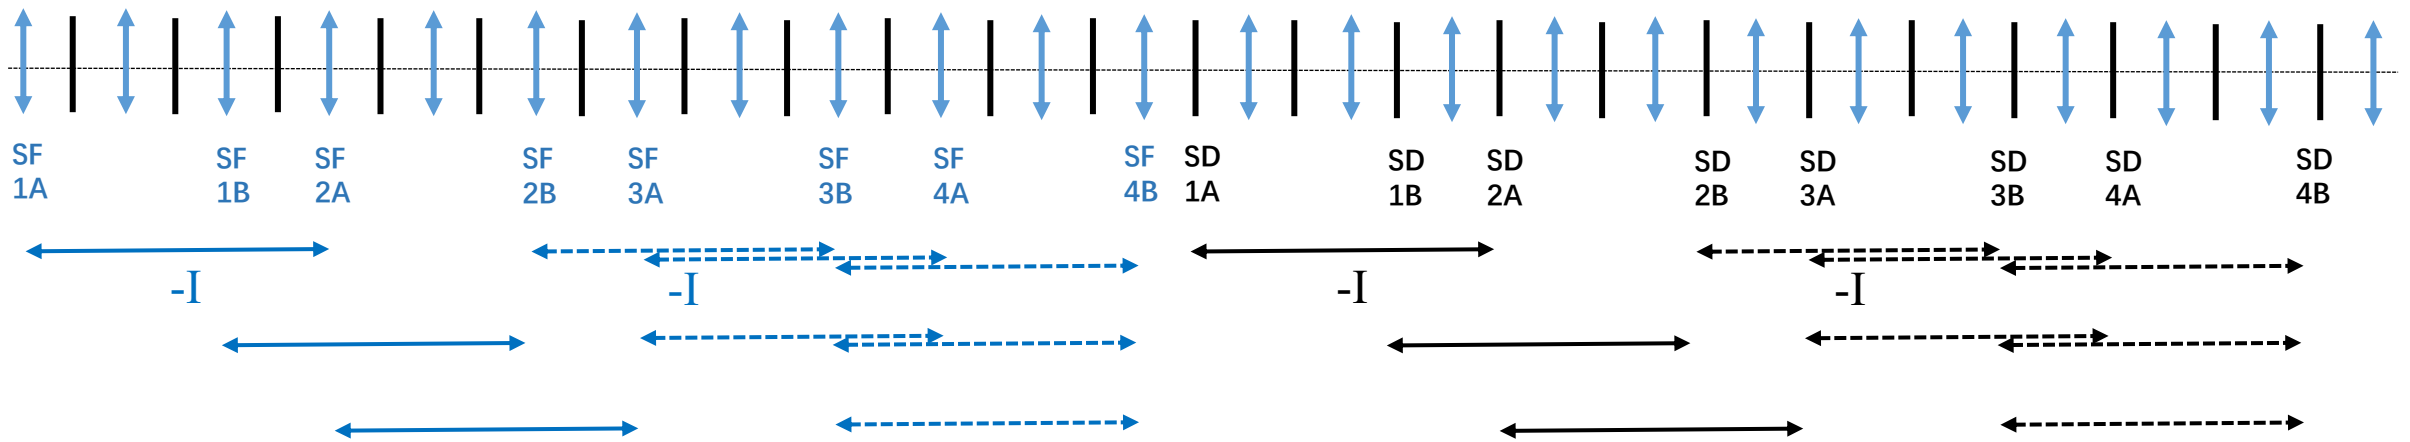 SF SF SF SF SF SF SF SF SD SD SD SD SD SD SD SD
1A 1B 2A 2B 3A 3B 4A 4B 1A 1B 2A 2B 3A 3B 4A 4B
-I -I -I -I